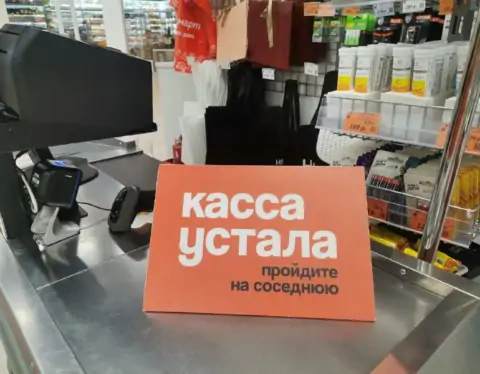 касса
устала
пройдите
на соседнюю